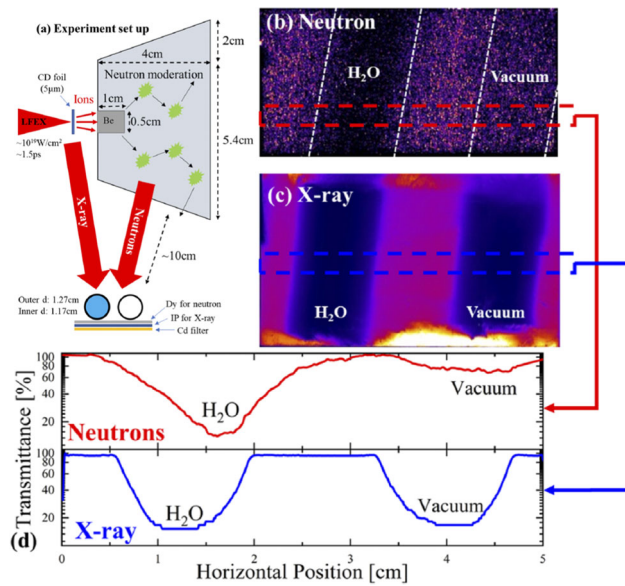 (a) Experiment set up
4cm
2cm
CD foil
(5μm)
Neutron moderation
Ions
1cm
LFEX
Be
0.5cm
~10¹⁹W/cm²
~1.5ps
5.4cm
X-ray
Neutrons
~10cm
Outer d: 1.27cm
Inner d: 1.17cm
Dy for neutron
IP for X-ray
Cd filter
(b) Neutron
H₂O
Vacuum
(c) X-ray
H₂O
Vacuum
(d)
Transmittance [%]
100
80
60
40
20
H₂O
Vacuum
Neutrons
100
80
60
40
20
H₂O
Vacuum
X-ray
0 1 2 3 4 5
Horizontal Position [cm]